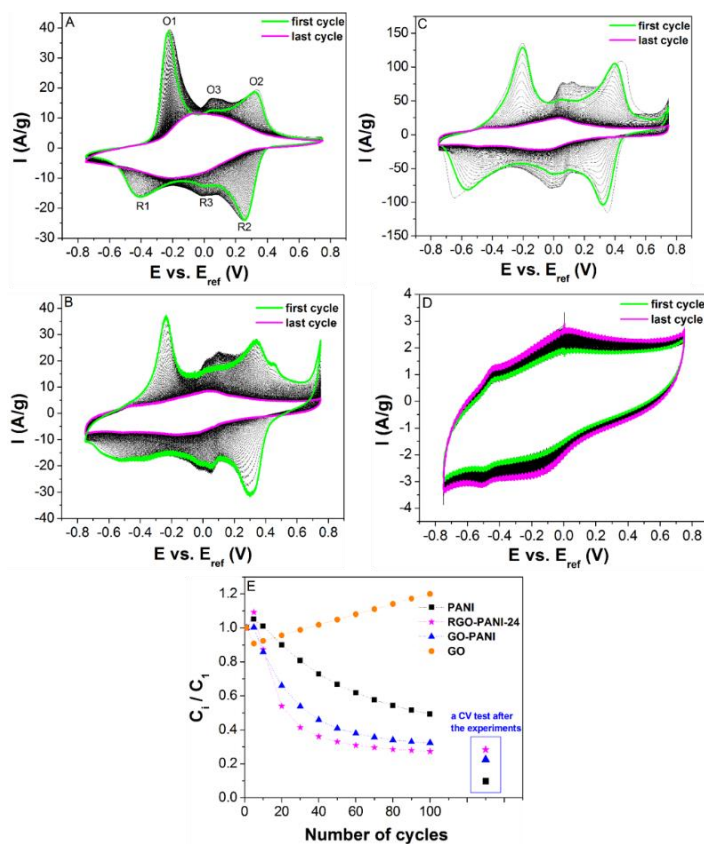 A
O1
O3
O2
R1
R3
R2
first cycle
last cycle
40
30
20
10
0
-10
-20
-30
-0.8 -0.6 -0.4 -0.2 0.0 0.2 0.4 0.6 0.8
I (A/g)
E vs. E_ref (V)
C
first cycle
last cycle
150
100
50
0
-50
-100
-150
-0.8 -0.6 -0.4 -0.2 0.0 0.2 0.4 0.6 0.8
I (A/g)
E vs. E_ref (V)
B
first cycle
last cycle
50
40
30
20
10
0
-10
-20
-30
-40
-0.8 -0.6 -0.4 -0.2 0.0 0.2 0.4 0.6 0.8
I (A/g)
E vs. E_ref (V)
D
first cycle
last cycle
4
3
2
1
0
-1
-2
-3
-4
-0.8 -0.6 -0.4 -0.2 0.0 0.2 0.4 0.6 0.8
I (A/g)
E vs. E_ref (V)
E
PANI
RGO-PANI-24
GO-PANI
GO
a CV test after
the experiments
1.2
1.0
0.8
0.6
0.4
0.2
0.0
0 20 40 60 80 100
C_i / C_1
Number of cycles